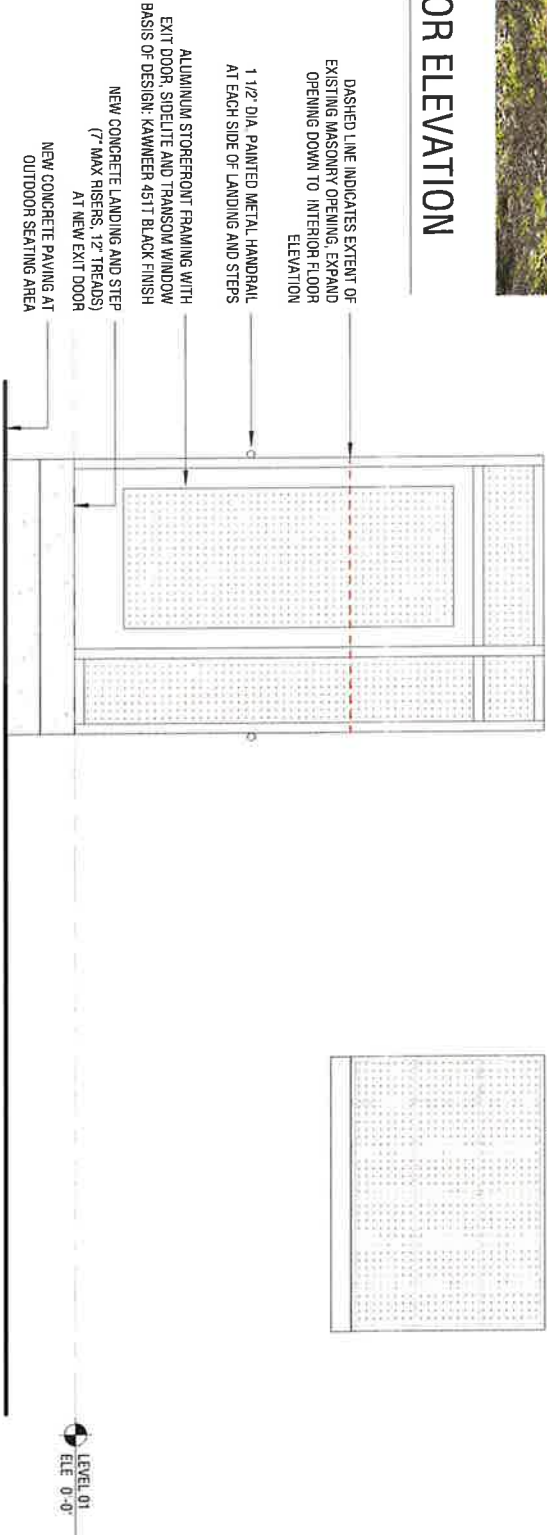 OR ELEVATION
DASHED LINE INDICATES EXTENT OF
EXISTING MASONRY OPENING, EXPAND
OPENING DOWN TO INTERIOR FLOOR
ELEVATION
1 1/2" DIA. PAINTED METAL HANDRAIL
AT EACH SIDE OF LANDING AND STEPS
ALUMINUM STOREFRONT FRAMING WITH
EXIT DOOR, SIDELITE AND TRANSOM WINDOW
BASIS OF DESIGN: KAWNEER 451T BLACK FINISH
NEW CONCRETE LANDING AND STEP
(7" MAX RISERS, 12" TREADS)
AT NEW EXIT DOOR
NEW CONCRETE PAVING AT
OUTDOOR SEATING AREA
LEVEL 01
ELE 0'-0"